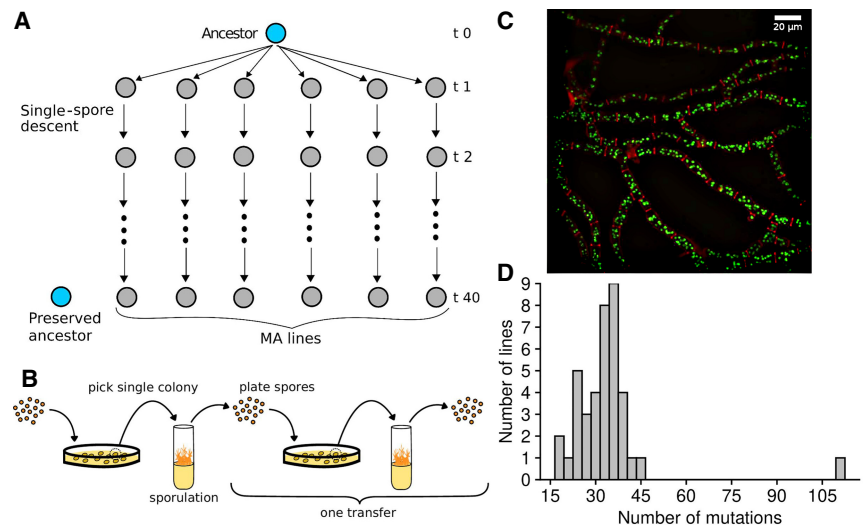 A
Ancestor
t 0
t 1
Single-spore
descent
t 2
t 40
Preserved
ancestor
MA lines
B
pick single colony
plate spores
sporulation
one transfer
C
20 µm
D
Number of lines
9
8
7
6
5
4
3
2
1
0
15 30 45 60 75 90 105
Number of mutations